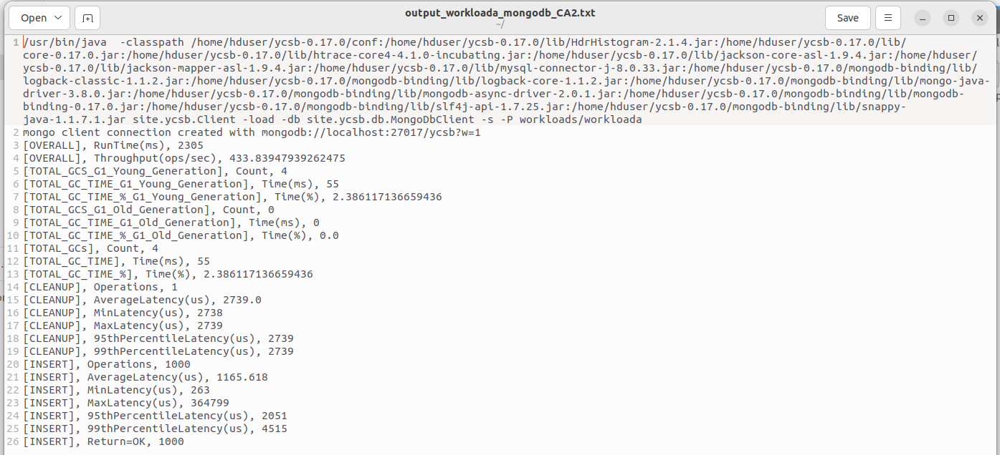 Open
output_workloada_mongodb_CA2.txt
~/
Save
1 /usr/bin/java  -classpath /home/hduser/ycsb-0.17.0/conf:/home/hduser/ycsb-0.17.0/lib/HdrHistogram-2.1.4.jar:/home/hduser/ycsb-0.17.0/lib/
core-0.17.0.jar:/home/hduser/ycsb-0.17.0/lib/htrace-core4-4.1.0-incubating.jar:/home/hduser/ycsb-0.17.0/lib/jackson-core-asl-1.9.4.jar:/home/hduser/
ycsb-0.17.0/lib/jackson-mapper-asl-1.9.4.jar:/home/hduser/ycsb-0.17.0/lib/mysql-connector-j-8.0.33.jar:/home/hduser/ycsb-0.17.0/mongodb-binding/lib/
logback-classic-1.1.2.jar:/home/hduser/ycsb-0.17.0/mongodb-binding/lib/logback-core-1.1.2.jar:/home/hduser/ycsb-0.17.0/mongodb-binding/lib/mongo-java-
driver-3.8.0.jar:/home/hduser/ycsb-0.17.0/mongodb-binding/lib/mongodb-async-driver-2.0.1.jar:/home/hduser/ycsb-0.17.0/mongodb-binding/lib/mongodb-
binding-0.17.0.jar:/home/hduser/ycsb-0.17.0/mongodb-binding/lib/slf4j-api-1.7.25.jar:/home/hduser/ycsb-0.17.0/mongodb-binding/lib/snappy-
java-1.1.7.1.jar site.ycsb.Client -load -db site.ycsb.db.MongoDbClient -s -P workloads/workloada
2 mongo client connection created with mongodb://localhost:27017/ycsb?w=1
3 [OVERALL], RunTime(ms), 2305
4 [OVERALL], Throughput(ops/sec), 433.83947939262475
5 [TOTAL_GCS_G1_Young_Generation], Count, 4
6 [TOTAL_GC_TIME_G1_Young_Generation], Time(ms), 55
7 [TOTAL_GC_TIME_%_G1_Young_Generation], Time(%), 2.386117136659436
8 [TOTAL_GCS_G1_Old_Generation], Count, 0
9 [TOTAL_GC_TIME_G1_Old_Generation], Time(ms), 0
10 [TOTAL_GC_TIME_%_G1_Old_Generation], Time(%), 0.0
11 [TOTAL_GCs], Count, 4
12 [TOTAL_GC_TIME], Time(ms), 55
13 [TOTAL_GC_TIME_%], Time(%), 2.386117136659436
14 [CLEANUP], Operations, 1
15 [CLEANUP], AverageLatency(us), 2739.0
16 [CLEANUP], MinLatency(us), 2738
17 [CLEANUP], MaxLatency(us), 2739
18 [CLEANUP], 95thPercentileLatency(us), 2739
19 [CLEANUP], 99thPercentileLatency(us), 2739
20 [INSERT], Operations, 1000
21 [INSERT], AverageLatency(us), 1165.618
22 [INSERT], MinLatency(us), 263
23 [INSERT], MaxLatency(us), 364799
24 [INSERT], 95thPercentileLatency(us), 2051
25 [INSERT], 99thPercentileLatency(us), 4515
26 [INSERT], Return=OK, 1000